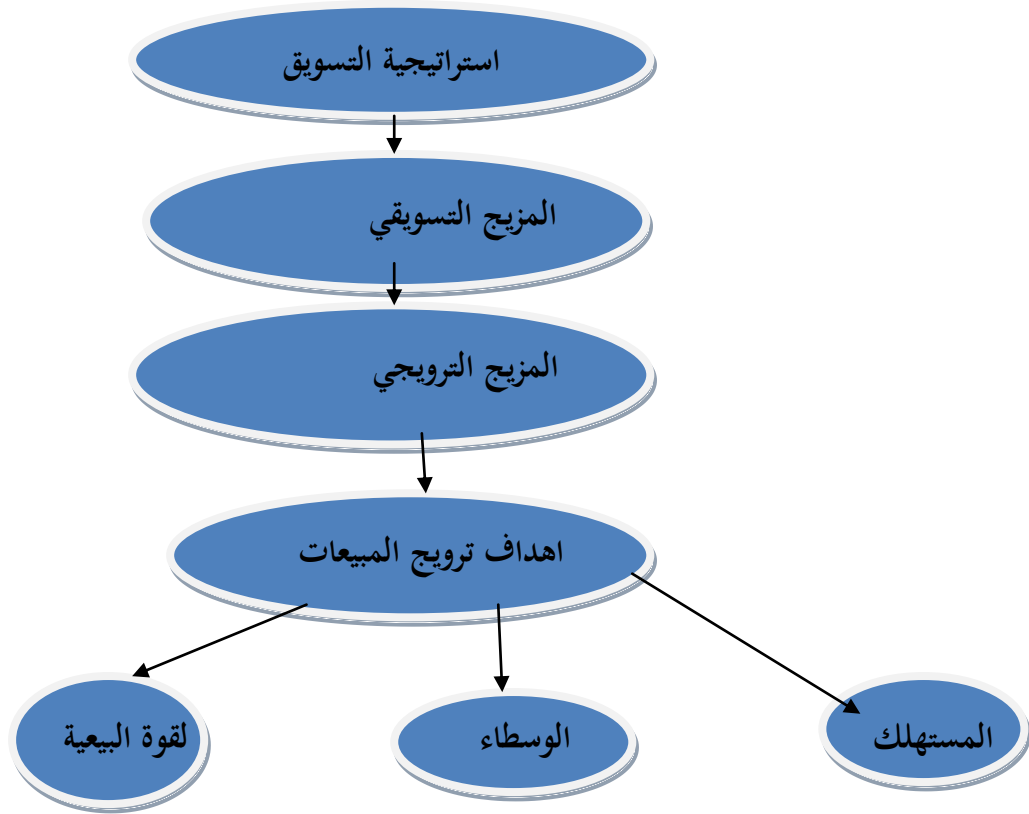 استراتيجية التسويق
المزيج التسويقي
المزيج الترويجي
اهداف ترويج المبيعات
المستهلك
الوسطاء
لقوة البيعية